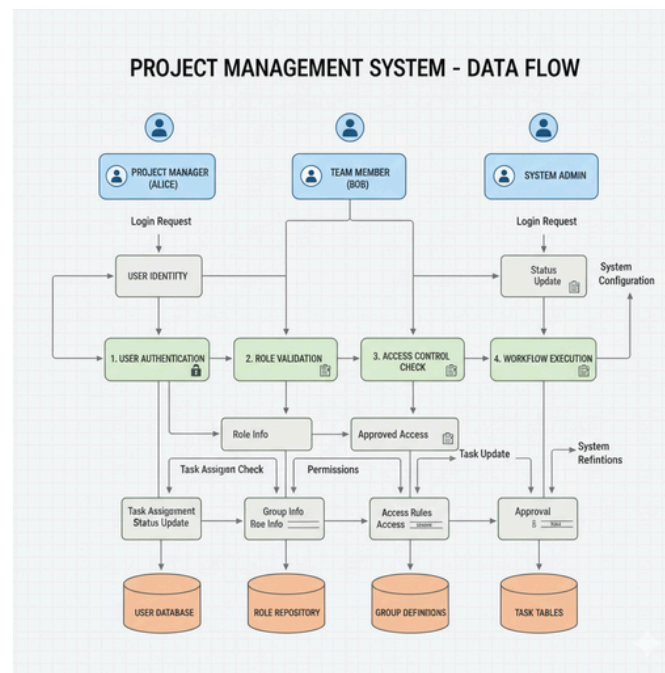 PROJECT MANAGEMENT SYSTEM - DATA FLOW
PROJECT MANAGER
(ALICE)
TEAM MEMBER
(BOB)
SYSTEM ADMIN
Login Request
Login Request
USER IDENTITY
Status
Update
System
Configuration
1. USER AUTHENTICATION
2. ROLE VALIDATION
3. ACCESS CONTROL
CHECK
4. WORKFLOW EXECUTION
Role Info
Approved Access
Task Assigŋn Check
Permissions
Task Update
System
Refintions
Task Assignment
Status Update
Group Info
Roe Info
Access Rules
Access
Approval
USER DATABASE
ROLE REPOSITORY
GROUP DEFINITIONS
TASK TABLES